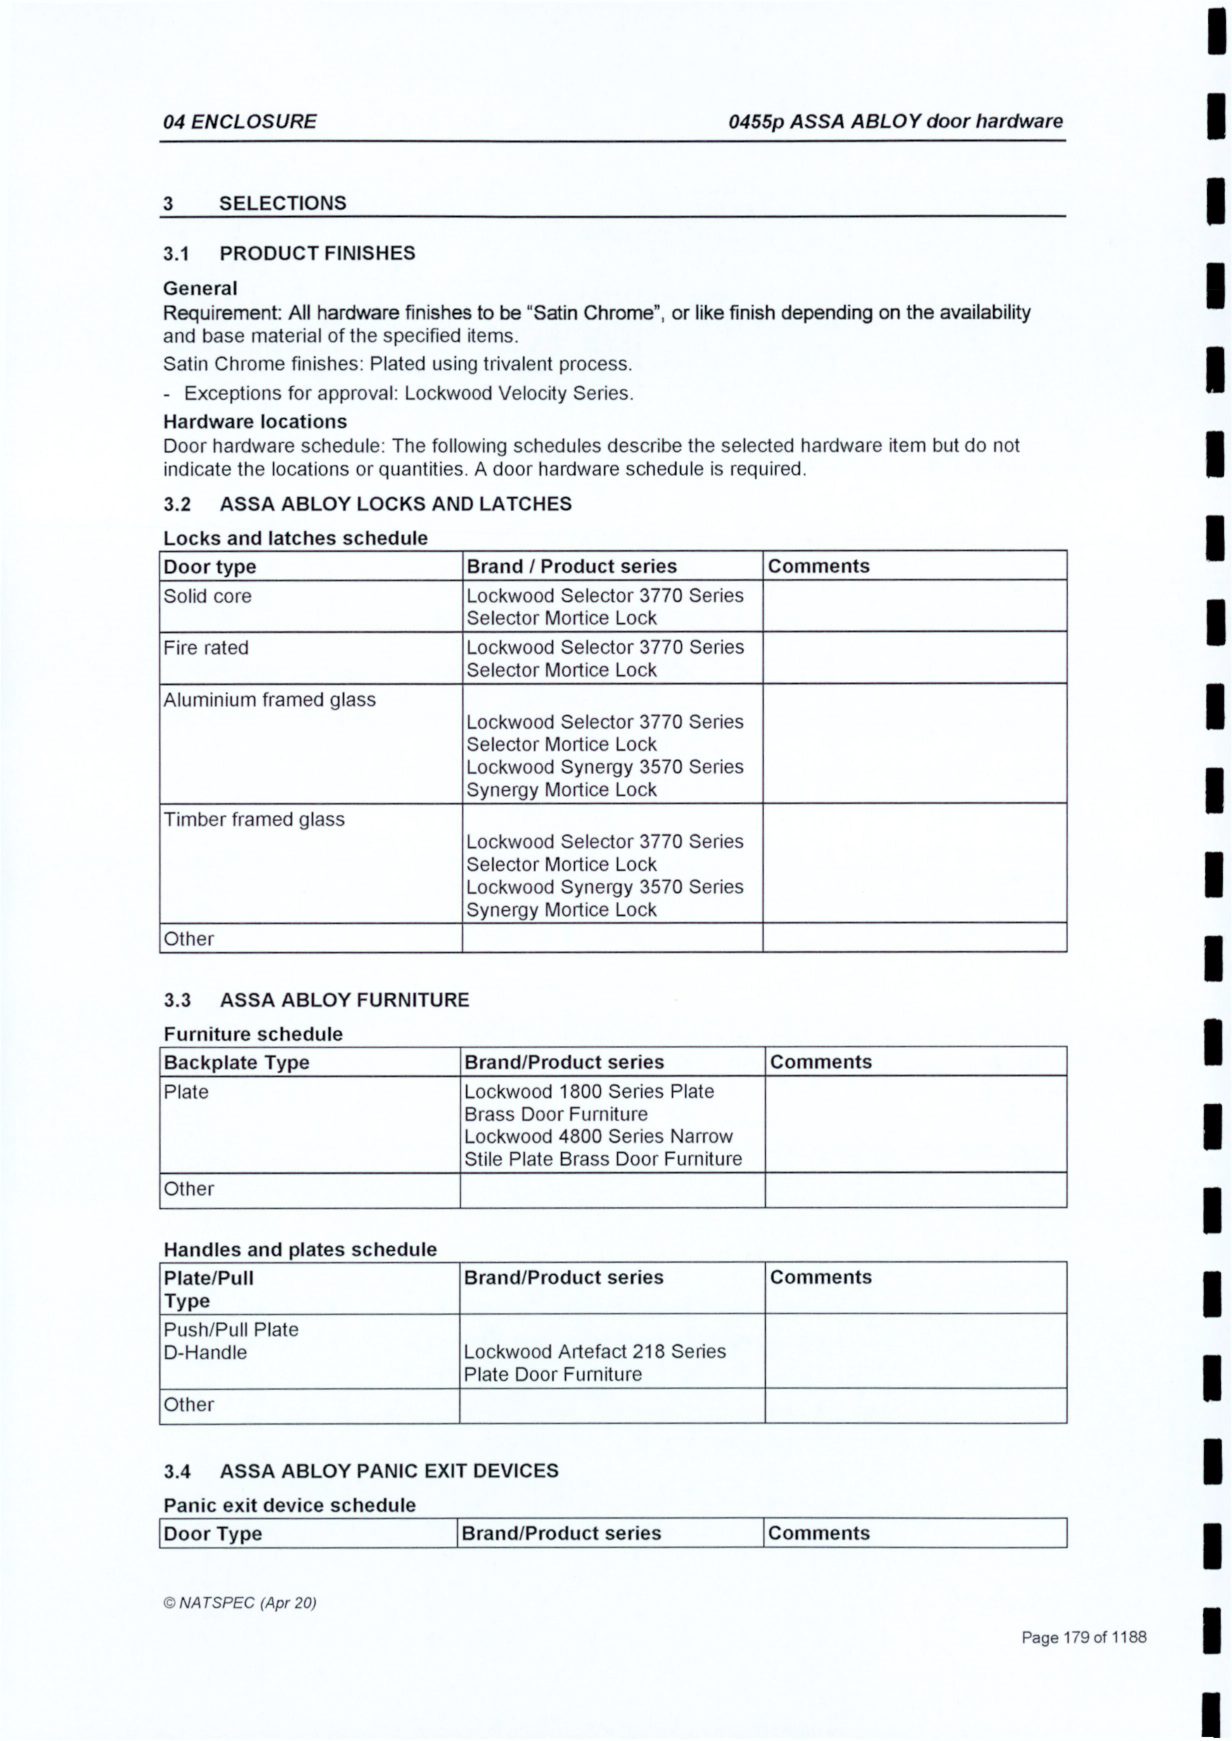 04 ENCLOSURE 0455p ASSA ABLOY door hardware
3 SELECTIONS
3.1 PRODUCT FINISHES
General
Requirement: All hardware finishes to be “Satin Chrome”, or like finish depending on the availability
and base material of the specified items.
Satin Chrome finishes: Plated using trivalent process.
- Exceptions for approval: Lockwood Velocity Series.
Hardware locations
Door hardware schedule: The following schedules describe the selected hardware item but do not
indicate the locations or quantities. A door hardware schedule is required.
3.2 ASSA ABLOY LOCKS AND LATCHES
Locks and latches schedule
Door type Brand / Product series Comments
Solid core Lockwood Selector 3770 Series
Selector Mortice Lock
Fire rated Lockwood Selector 3770 Series
Selector Mortice Lock
Aluminium framed glass
Lockwood Selector 3770 Series
Selector Mortice Lock
Lockwood Synergy 3570 Series
Synergy Mortice Lock
Timber framed glass
Lockwood Selector 3770 Series
Selector Mortice Lock
Lockwood Synergy 3570 Series
Synergy Mortice Lock
Other
3.3 ASSA ABLOY FURNITURE
Furniture schedule
Backplate Type Brand/Product series Comments
Plate Lockwood 1800 Series Plate
Brass Door Furniture
Lockwood 4800 Series Narrow
Stile Plate Brass Door Furniture
Other
Handles and plates schedule
Plate/Pull Brand/Product series Comments
Type
Push/Pull Plate
D-Handle Lockwood Artefact 218 Series
Plate Door Furniture
Other
3.4 ASSA ABLOY PANIC EXIT DEVICES
Panic exit device schedule
Door Type Brand/Product series Comments
© NATSPEC (Apr 20)
Page 179 of 1188